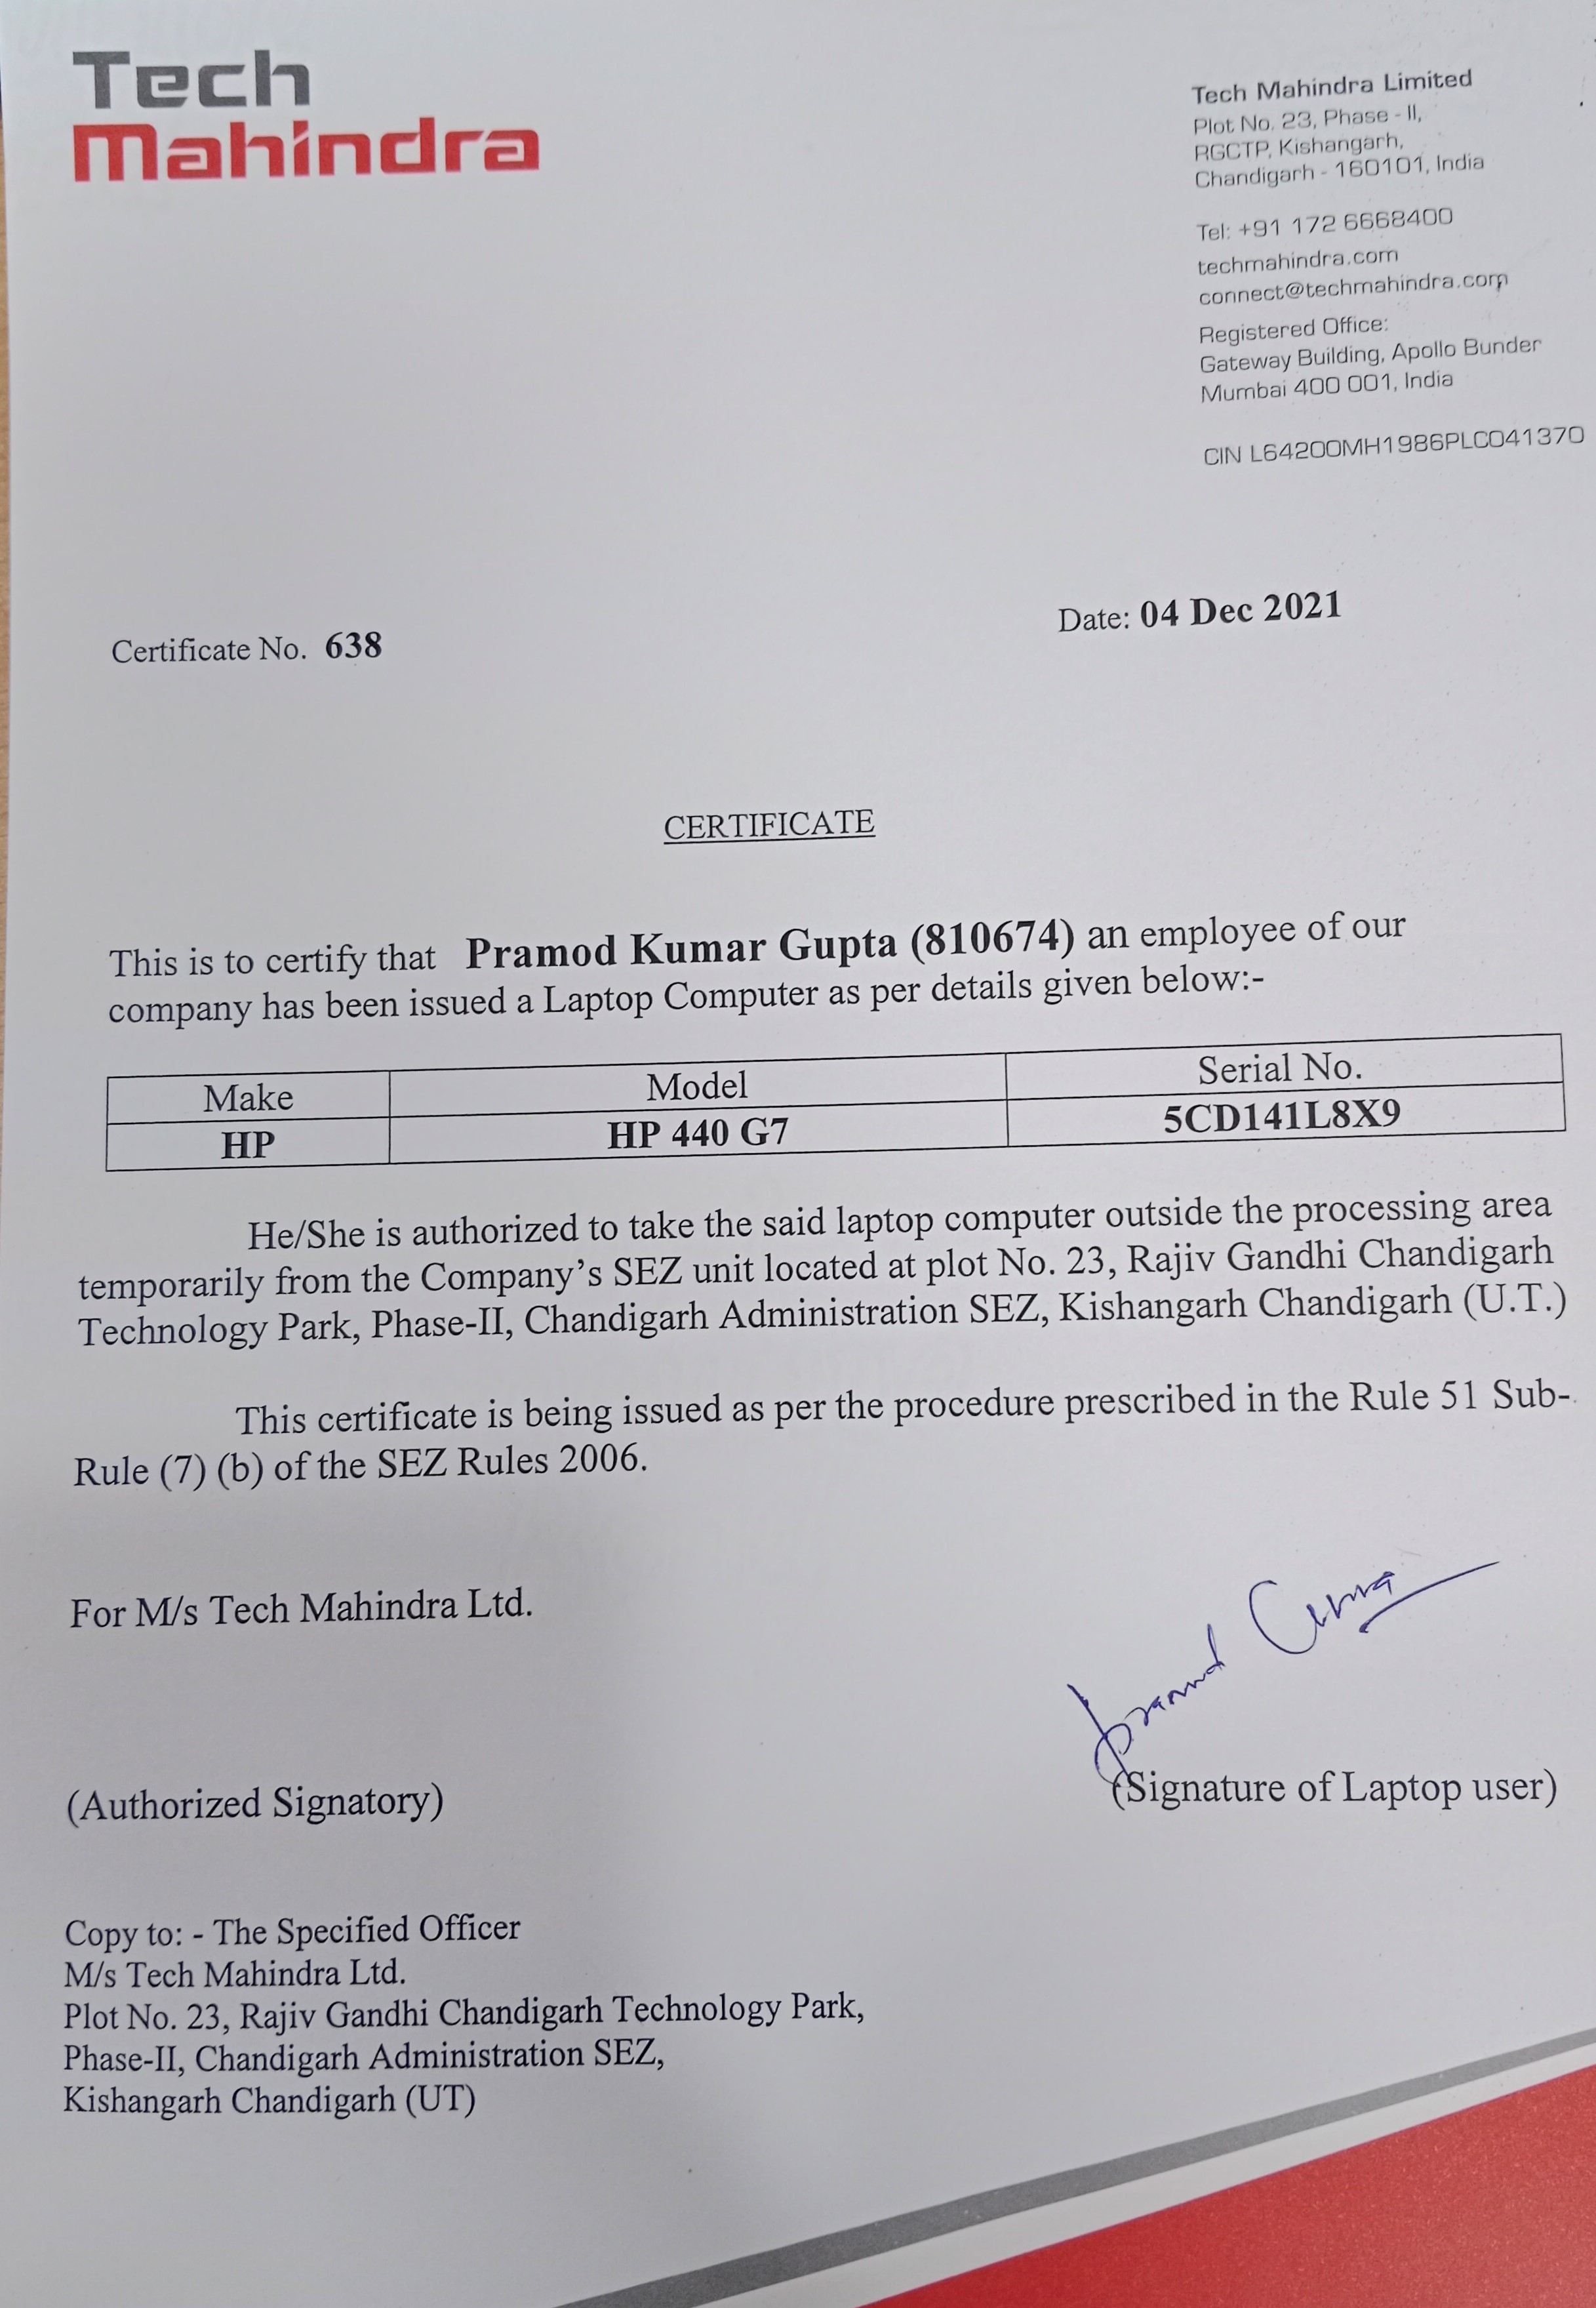 Tech
Mahindra
Tech Mahindra Limited
Plot No. 23, Phase - II,
RGCTP, Kishangarh,
Chandigarh - 160101, India
Tel: +91 172 6668400
techmahindra.com
connect@techmahindra.com
Registered Office:
Gateway Building, Apollo Bunder
Mumbai 400 001, India
CIN L64200MH1986PLC041370
Certificate No. 638
Date: 04 Dec 2021
CERTIFICATE
This is to certify that Pramod Kumar Gupta (810674) an employee of our
company has been issued a Laptop Computer as per details given below:-
Make Model Serial No.
HP HP 440 G7 5CD141L8X9
He/She is authorized to take the said laptop computer outside the processing area
temporarily from the Company's SEZ unit located at plot No. 23, Rajiv Gandhi Chandigarh
Technology Park, Phase-II, Chandigarh Administration SEZ, Kishangarh Chandigarh (U.T.)
This certificate is being issued as per the procedure prescribed in the Rule 51 Sub-
Rule (7) (b) of the SEZ Rules 2006.
For M/s Tech Mahindra Ltd.
(Authorized Signatory)
(Signature of Laptop user)
Copy to: - The Specified Officer
M/s Tech Mahindra Ltd.
Plot No. 23, Rajiv Gandhi Chandigarh Technology Park,
Phase-II, Chandigarh Administration SEZ,
Kishangarh Chandigarh (UT)